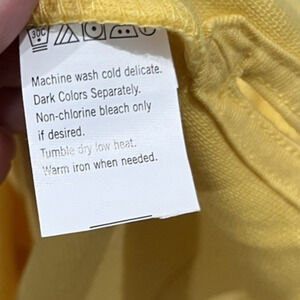 30C
Machine wash cold delicate.
Dark Colors Separately.
Non-chlorine bleach only
if desired.
Tumble dry low heat.
Warm iron when needed.